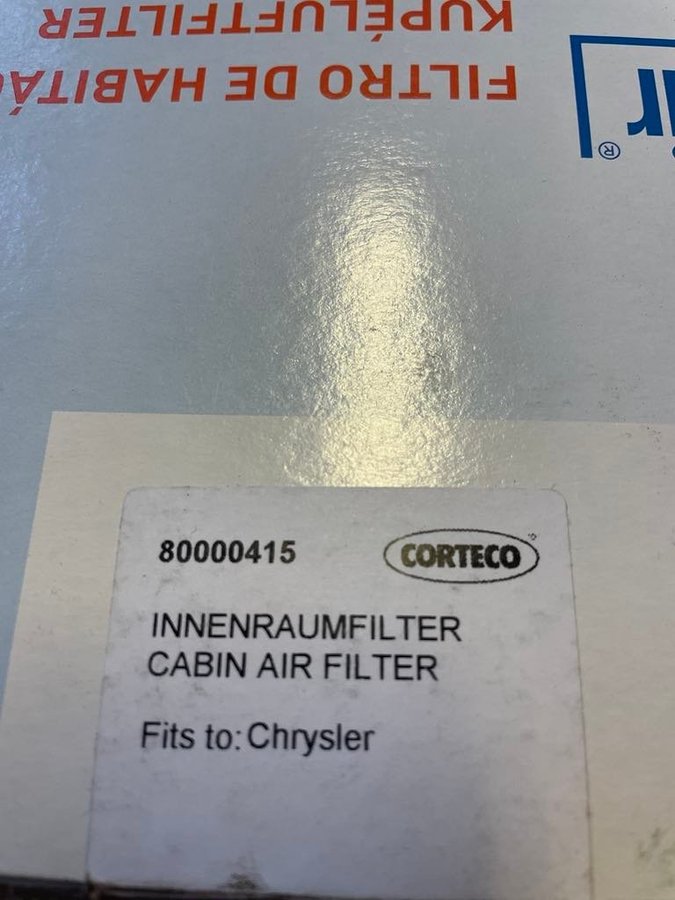 KUPÉLUFTFILTER
FILTRO DE HABITÁ
®
80000415
CORTECO
INNENRAUMFILTER
CABIN AIR FILTER
Fits to: Chrysler